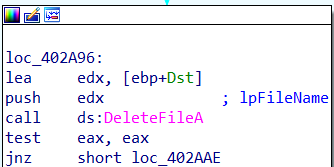 loc_402A96:
lea     edx, [ebp+Dst]
push    edx             ; lpFileName
call    ds:DeleteFileA
test    eax, eax
jnz     short loc_402AAE